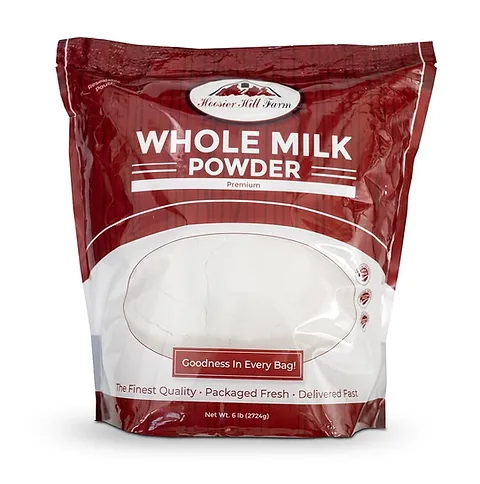 Hoosier Hill Farm
WHOLE MILK
POWDER
Premium
Goodness In Every Bag!
The Finest Quality • Packaged Fresh • Delivered Fast
Net Wt. 6 lb (2724g)